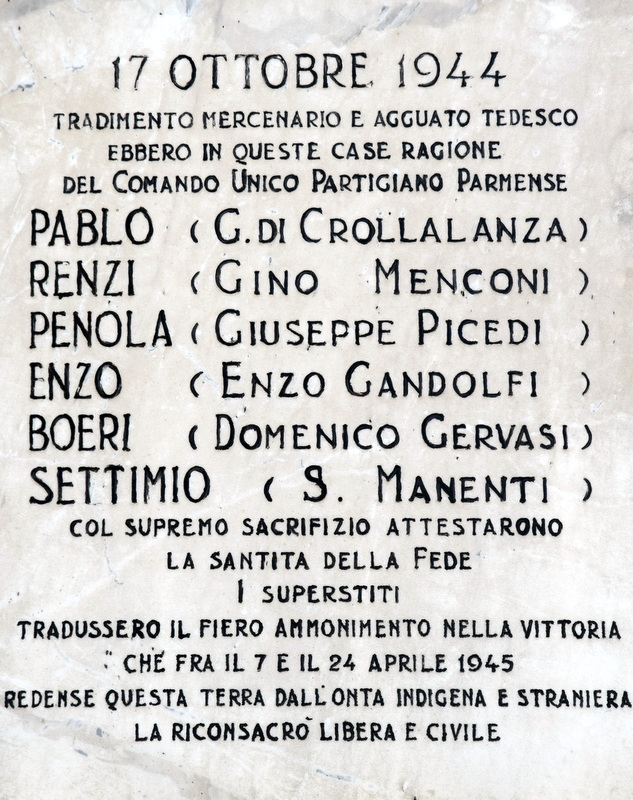 17 OTTOBRE 1944
TRADIMENTO MERCENARIO E AGGUATO TEDESCO
EBBERO IN QUESTE CASE RAGIONE
DEL COMANDO UNICO PARTIGIANO PARMENSE
PABLO ( G. DI CROLLALANZA )
RENZI ( GINO MENCONI )
PENOLA ( GIUSEPPE PICEDI )
ENZO ( ENZO GANDOLFI )
BOERI ( DOMENICO GERVASI )
SETTIMIO ( S. MANENTI )
COL SUPREMO SACRIFIZIO ATTESTARONO
LA SANTITA DELLA FEDE
I SUPERSTITI
TRADUSSERO IL FIERO AMMONIMENTO NELLA VITTORIA
CHE FRA IL 7 E IL 24 APRILE 1945
REDENSE QUESTA TERRA DALL'ONTA INDIGENA E STRANIERA
LA RICONSACRÒ LIBERA E CIVILE